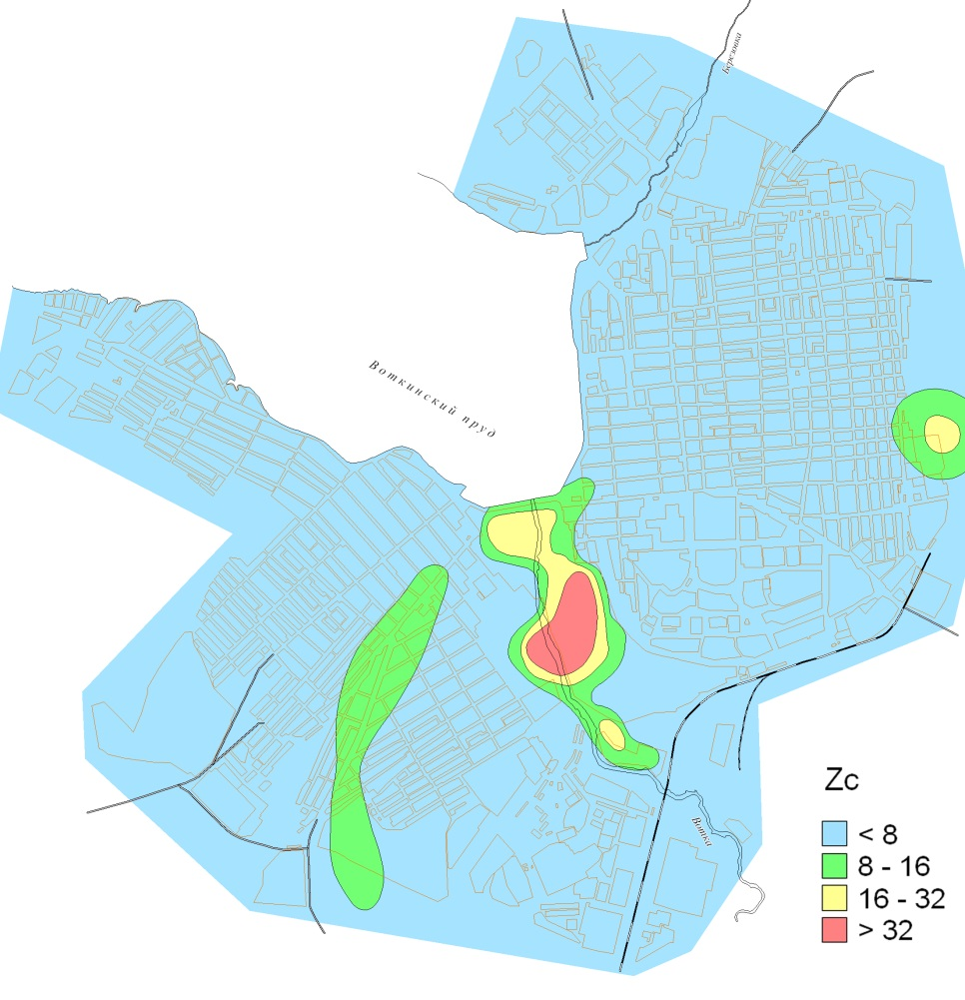 Березовка
Воткинский пруд
Вотка
Zc
< 8
8 - 16
16 - 32
> 32